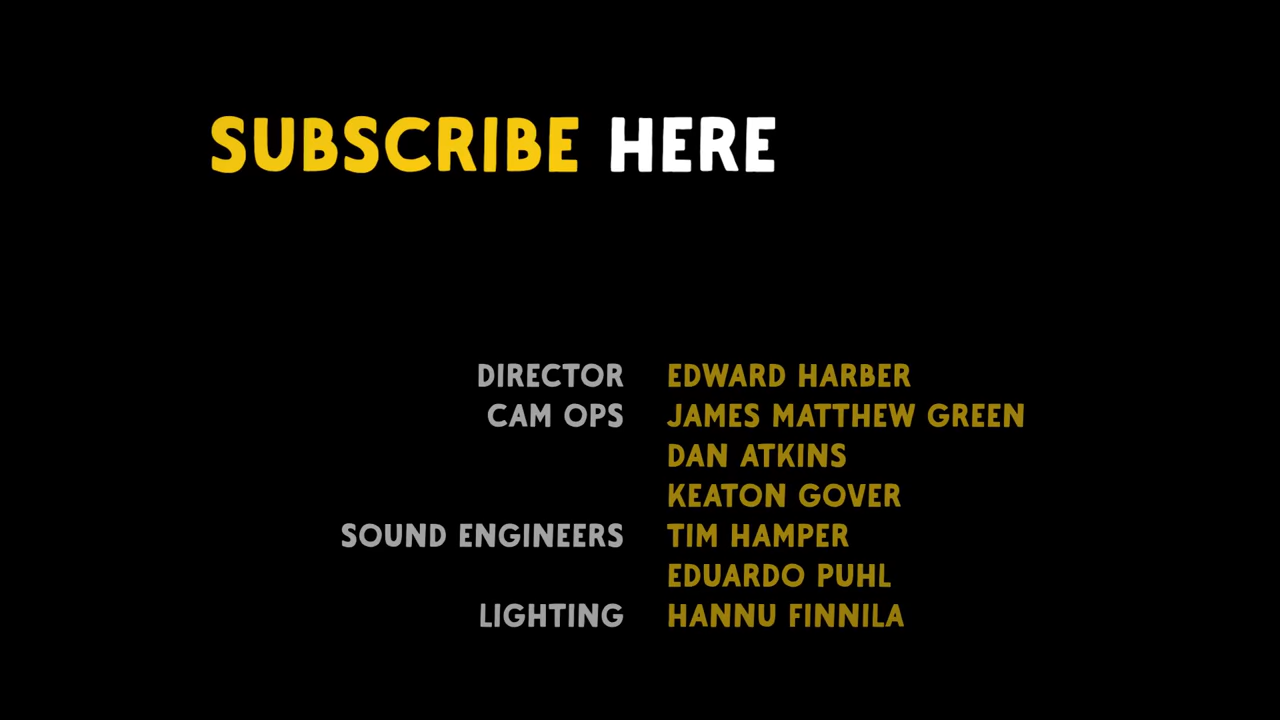 SUBSCRIBE HERE
DIRECTOR EDWARD HARBER
CAM OPS JAMES MATTHEW GREEN
DAN ATKINS
KEATON GOVER
SOUND ENGINEERS TIM HAMPER
EDUARDO PUHL
LIGHTING HANNU FINNILA